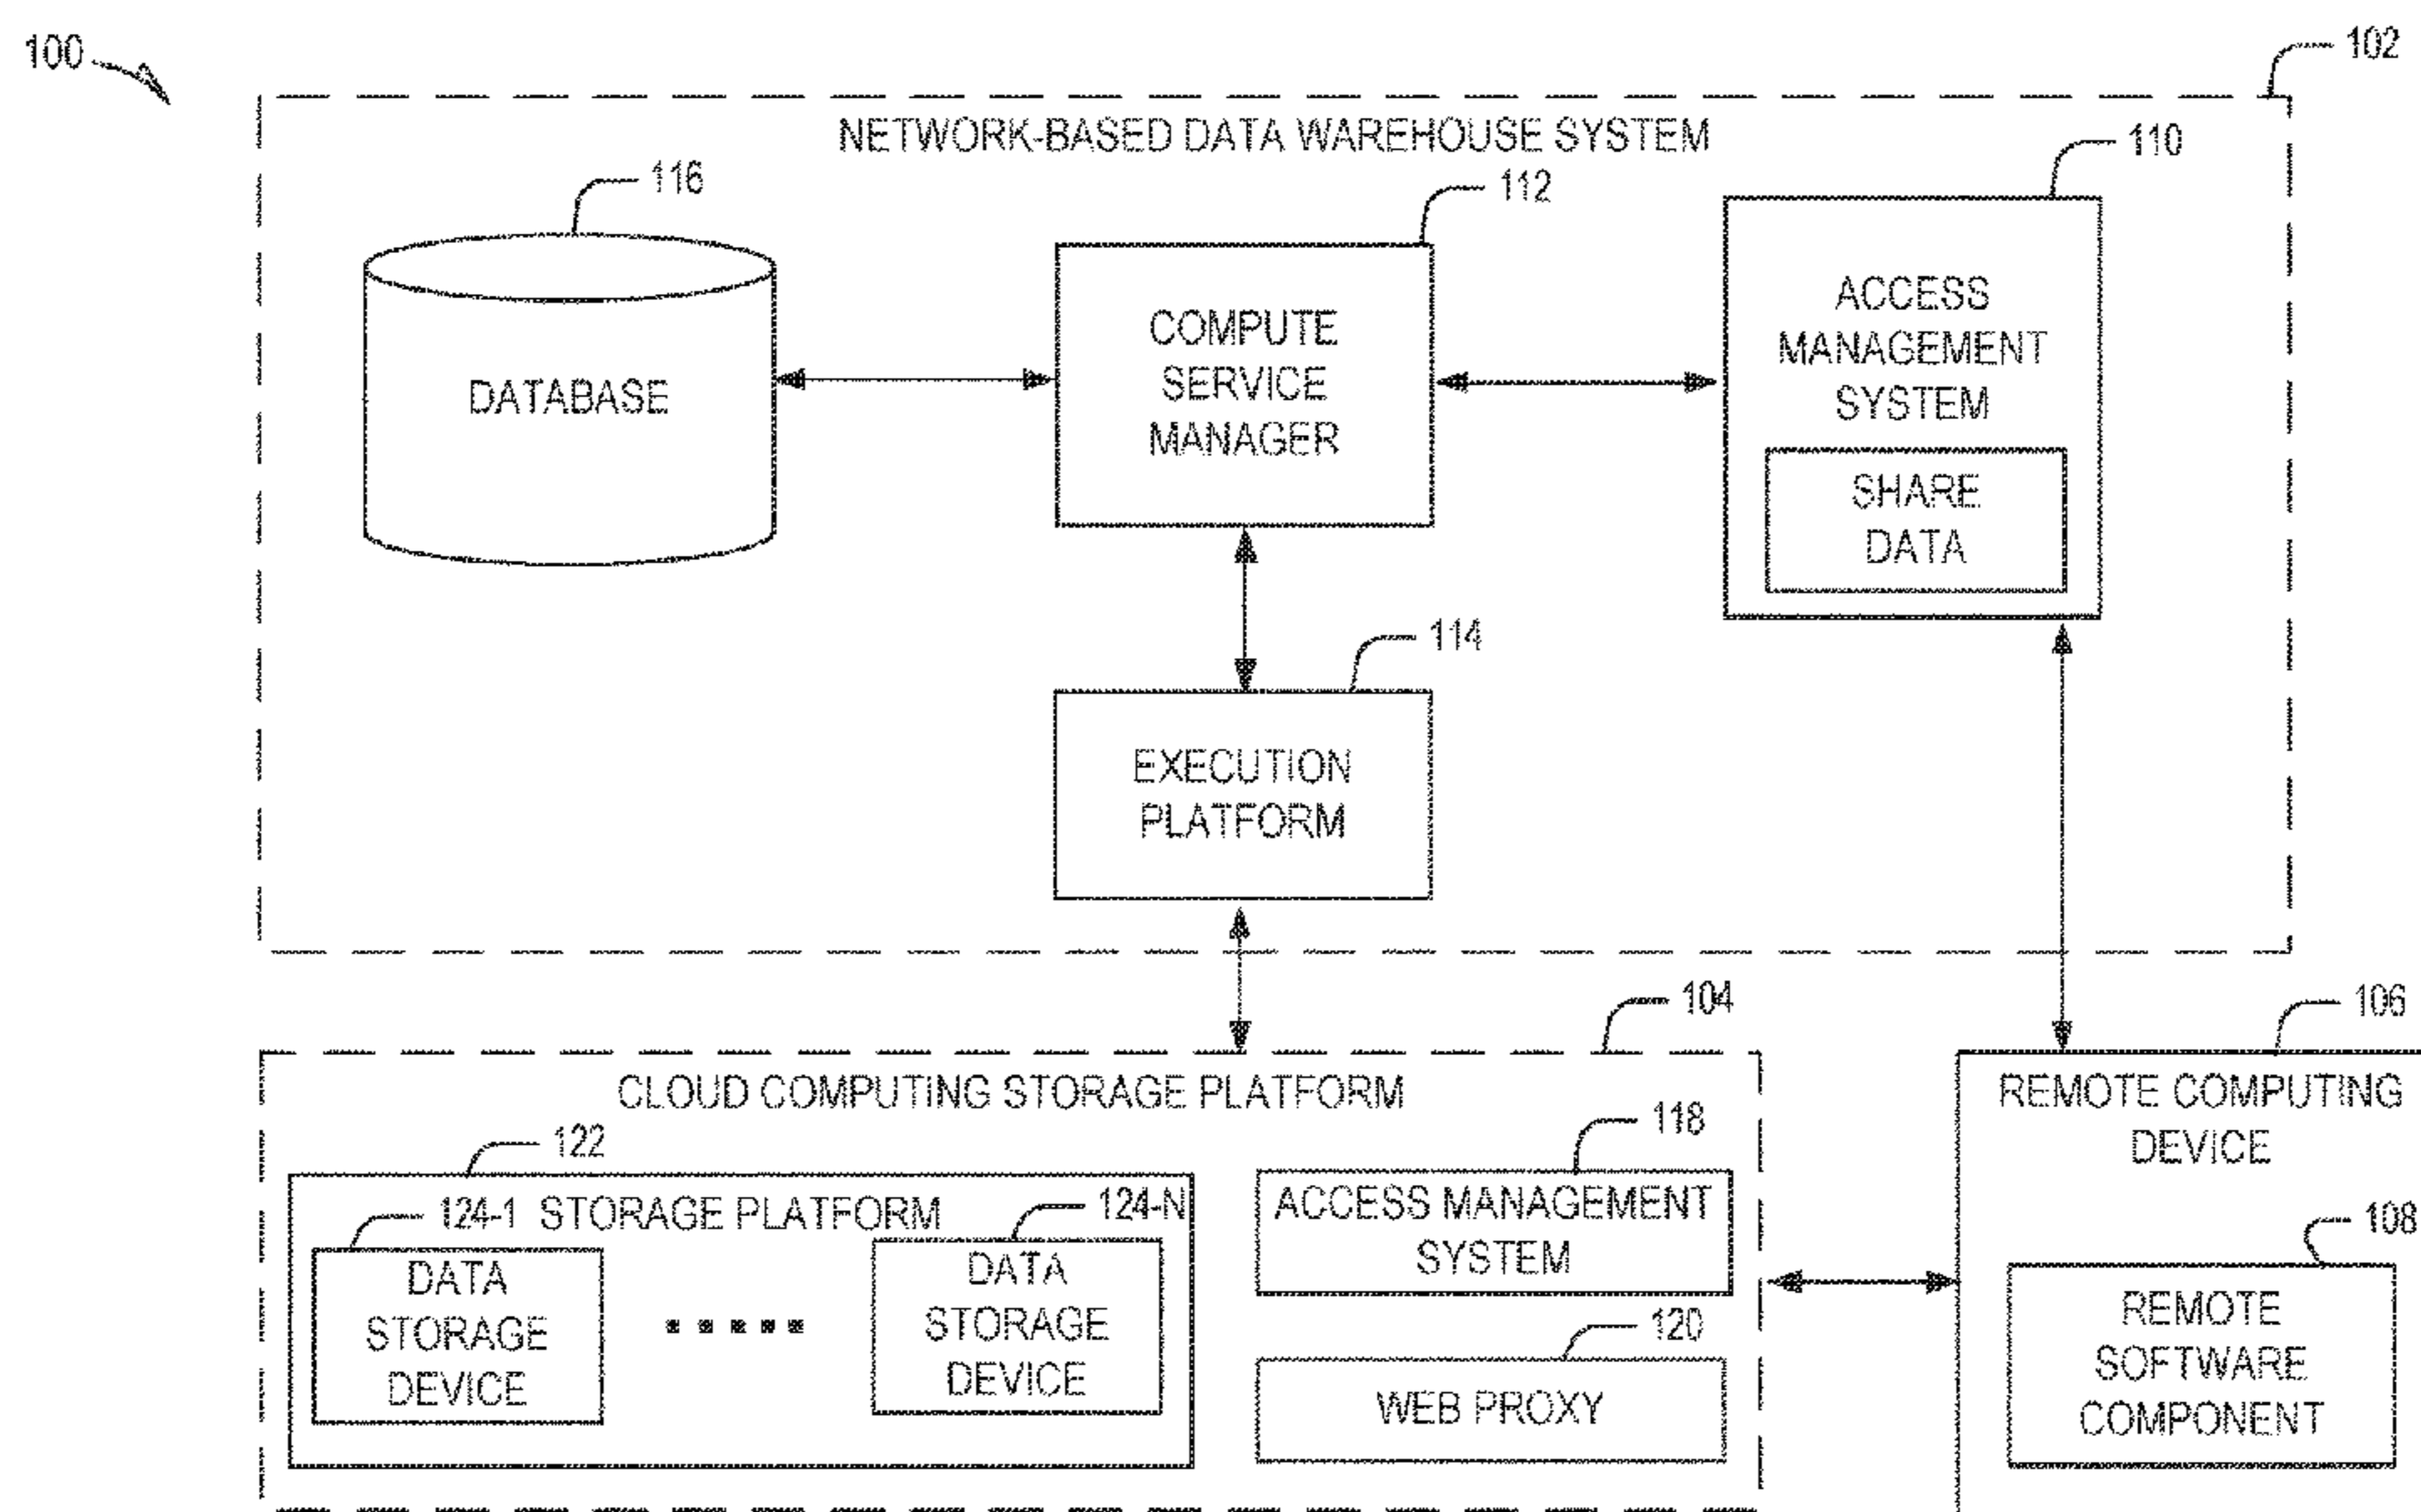 100
102
NETWORK-BASED DATA WAREHOUSE SYSTEM
116
112
110
DATABASE
COMPUTE
SERVICE
MANAGER
ACCESS
MANAGEMENT
SYSTEM
SHARE
DATA
114
EXECUTION
PLATFORM
104
106
CLOUD COMPUTING STORAGE PLATFORM
122
124-1 STORAGE PLATFORM 124-N
DATA
STORAGE
DEVICE
DATA
STORAGE
DEVICE
118
ACCESS MANAGEMENT
SYSTEM
120
WEB PROXY
REMOTE COMPUTING
DEVICE
108
REMOTE
SOFTWARE
COMPONENT